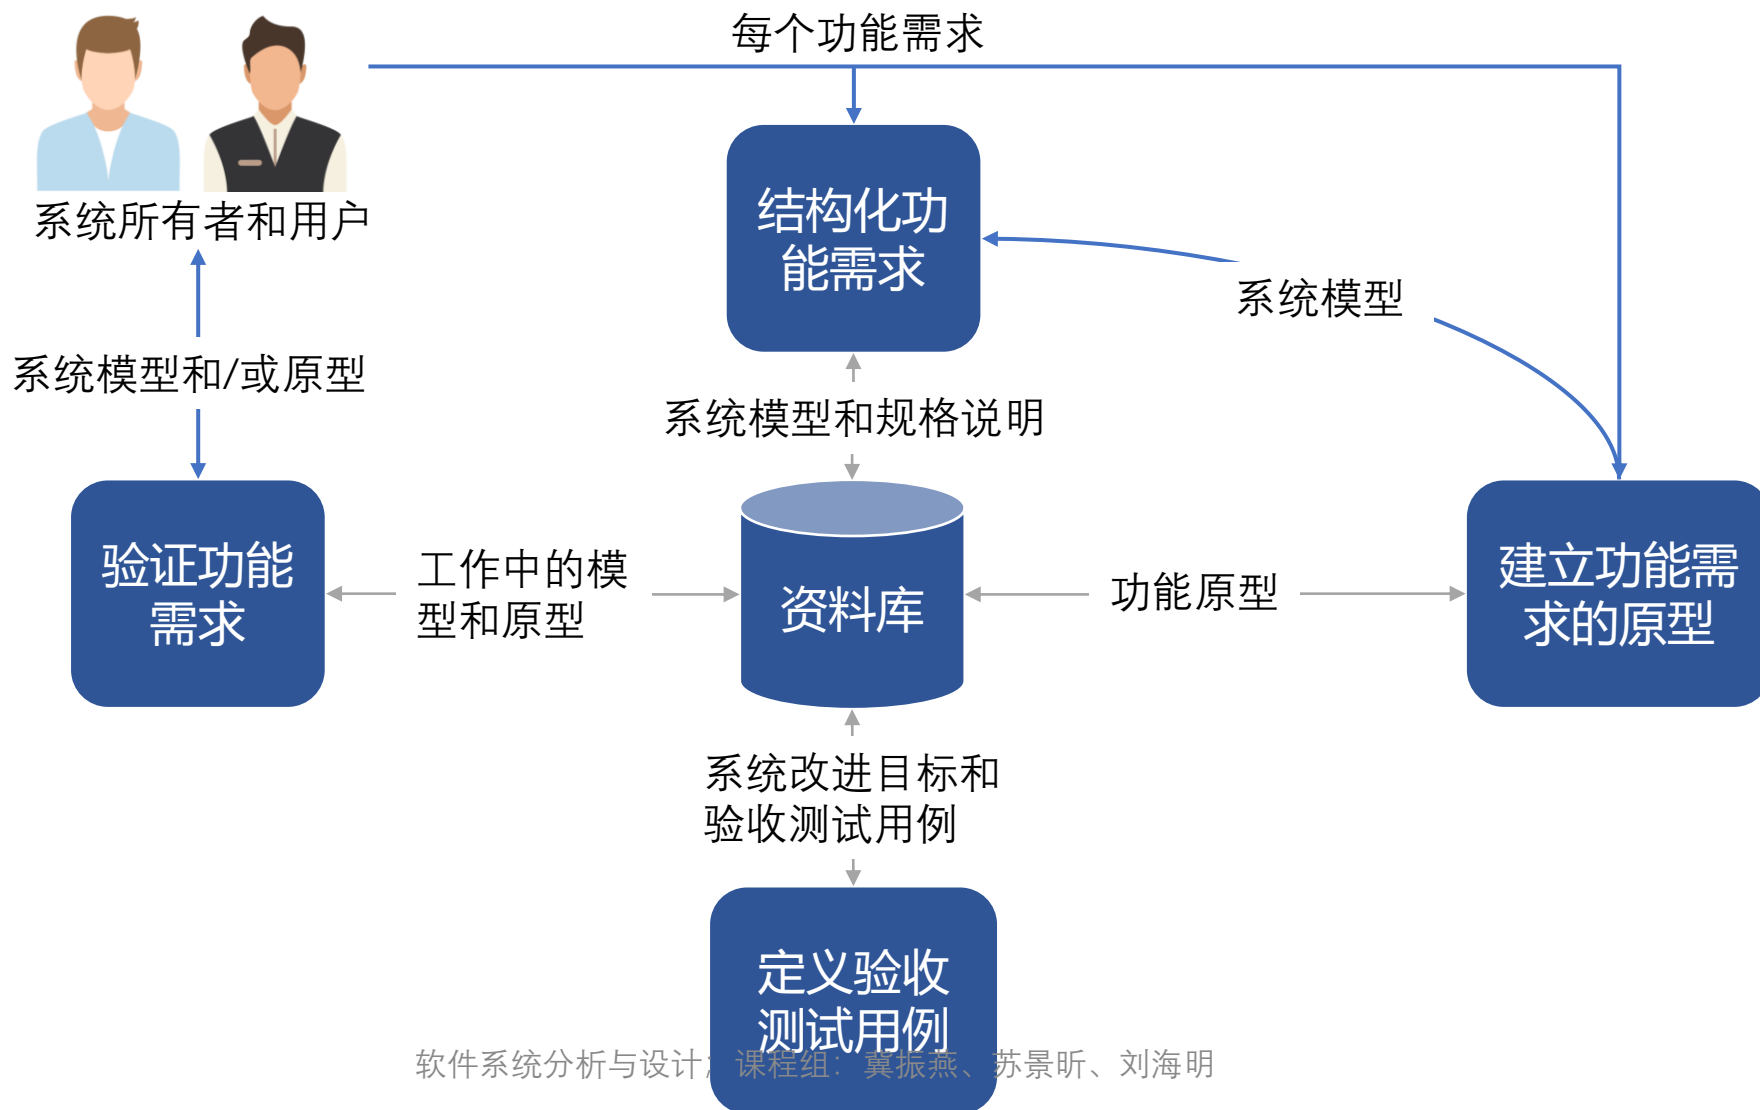 每个功能需求
系统所有者和用户
结构化功
能需求
系统模型
系统模型和/或原型
系统模型和规格说明
验证功能
需求
工作中的模
型和原型
资料库
功能原型
建立功能需
求的原型
系统改进目标和
验收测试用例
定义验收
测试用例
软件系统分析与设计；课程组：冀振燕、苏景昕、刘海明